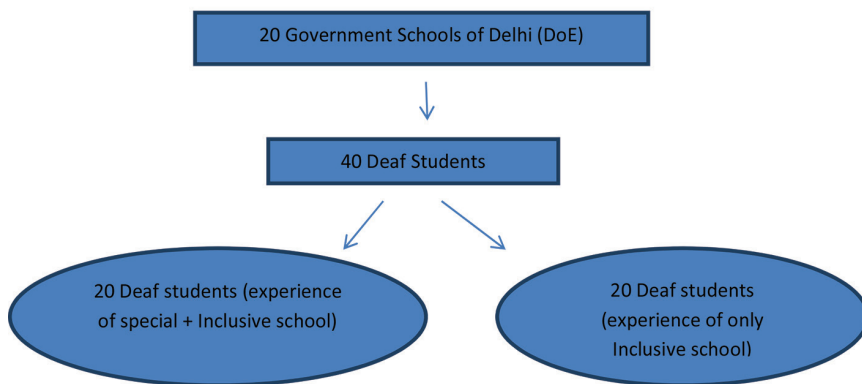 20 Government Schools of Delhi (DoE)
40 Deaf Students
20 Deaf students (experience
of special + Inclusive school)
20 Deaf students
(experience of only
Inclusive school)